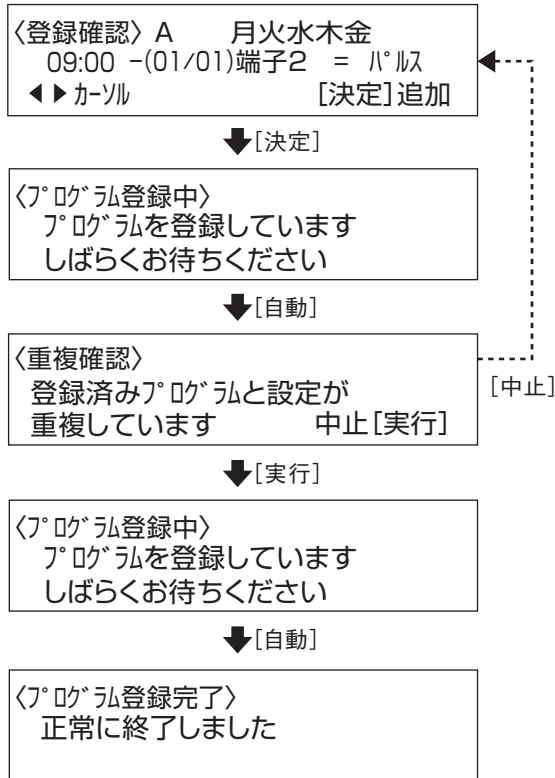 〈登録確認〉 A　月火水木金
09:00 -(01/01)端子2 = ﾊﾟﾙｽ
◀▶ｶｰｿﾙ　[決定]追加
[決定]
〈ﾌﾟﾛｸﾞﾗﾑ登録中〉
ﾌﾟﾛｸﾞﾗﾑを登録しています
しばらくお待ちください
[自動]
〈重複確認〉
登録済みﾌﾟﾛｸﾞﾗﾑと設定が
重複しています　中止[実行]
[中止]
[実行]
〈ﾌﾟﾛｸﾞﾗﾑ登録中〉
ﾌﾟﾛｸﾞﾗﾑを登録しています
しばらくお待ちください
[自動]
〈ﾌﾟﾛｸﾞﾗﾑ登録完了〉
正常に終了しました